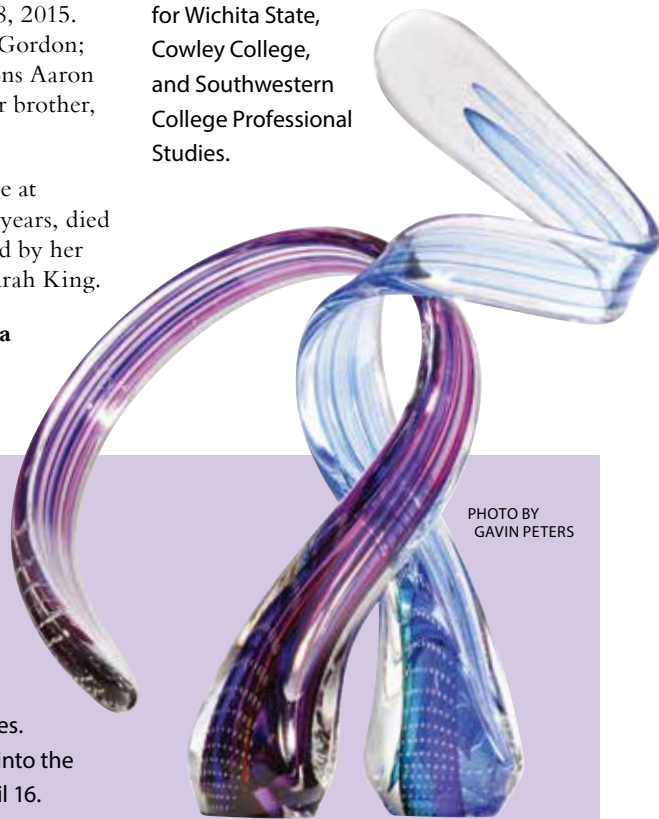 2015.
Gordon;
ns Aaron
r brother,
e at
years, died
d by her
arah King.
a
for Wichita State,
Cowley College,
and Southwestern
College Professional
Studies.
PHOTO BY
GAVIN PETERS
es.
into the
il 16.